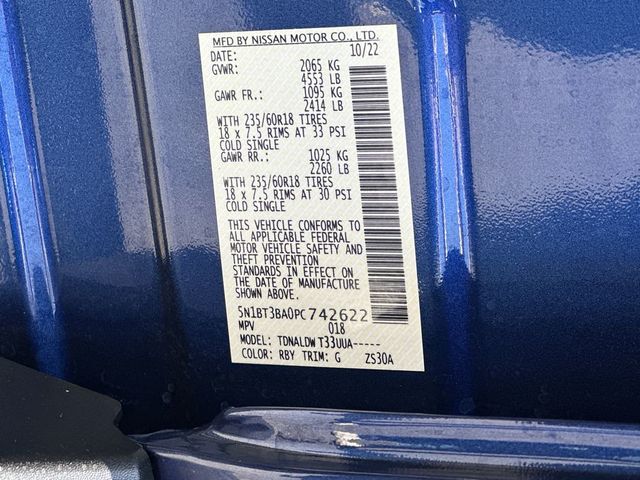 MFD BY NISSAN MOTOR CO., LTD.
DATE: 10/22
GVWR: 2065 KG
4553 LB
GAWR FR.: 1095 KG
2414 LB
WITH 235/60R18 TIRES
18 x 7.5 RIMS AT 33 PSI
COLD SINGLE
GAWR RR.: 1025 KG
2260 LB
WITH 235/60R18 TIRES
18 x 7.5 RIMS AT 30 PSI
COLD SINGLE
THIS VEHICLE CONFORMS TO
ALL APPLICABLE FEDERAL
MOTOR VEHICLE SAFETY AND
THEFT PREVENTION
STANDARDS IN EFFECT ON
THE DATE OF MANUFACTURE
SHOWN ABOVE.
5N1BT3BA0PC742622
MPV 018
MODEL: TDNALDWT33UUA-----
COLOR: RBY TRIM: G ZS30A